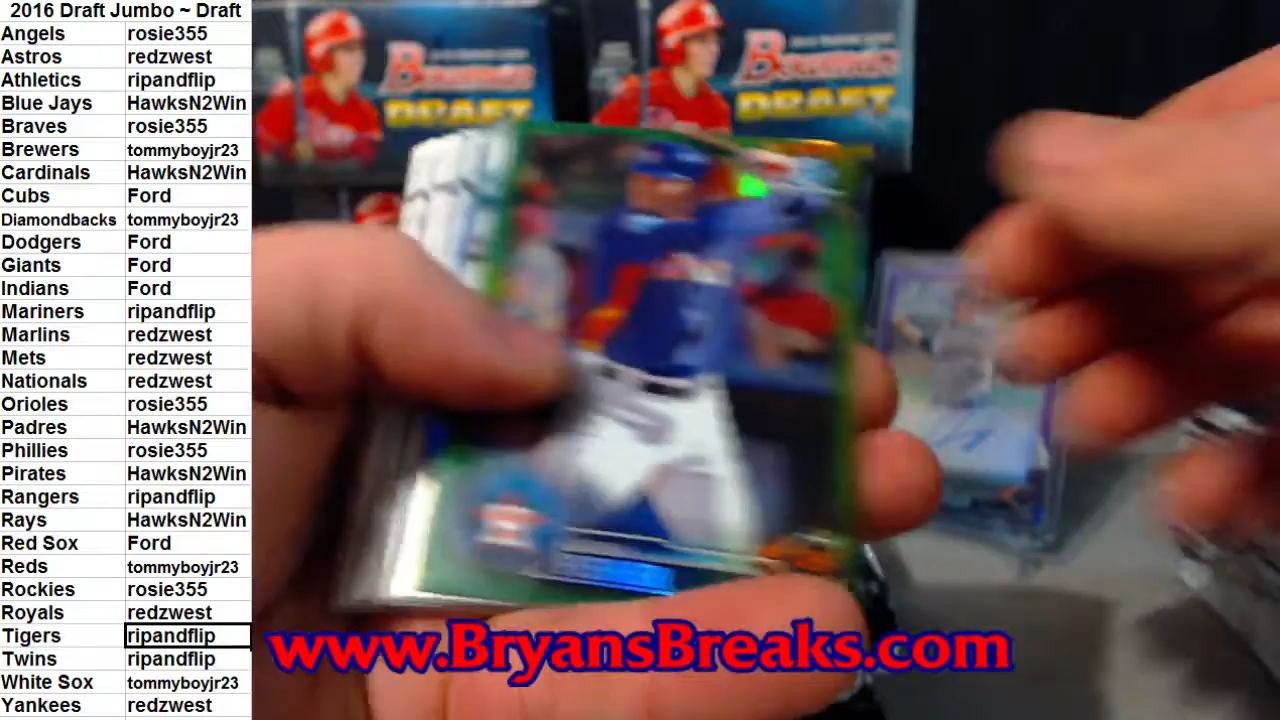 2016 Draft Jumbo ~ Draft
Angels rosie355
Astros redzwest
Athletics ripandflip
Blue Jays HawksN2Win
Braves rosie355
Brewers tommyboyjr23
Cardinals HawksN2Win
Cubs Ford
Diamondbacks tommyboyjr23
Dodgers Ford
Giants Ford
Indians Ford
Mariners ripandflip
Marlins redzwest
Mets redzwest
Nationals redzwest
Orioles rosie355
Padres HawksN2Win
Phillies rosie355
Pirates HawksN2Win
Rangers ripandflip
Rays HawksN2Win
Red Sox Ford
Reds tommyboyjr23
Rockies rosie355
Royals redzwest
Tigers ripandflip
Twins ripandflip
White Sox tommyboyjr23
Yankees redzwest
Bowman
DRAFT
Bowman
DRAFT
www.BryansBreaks.com